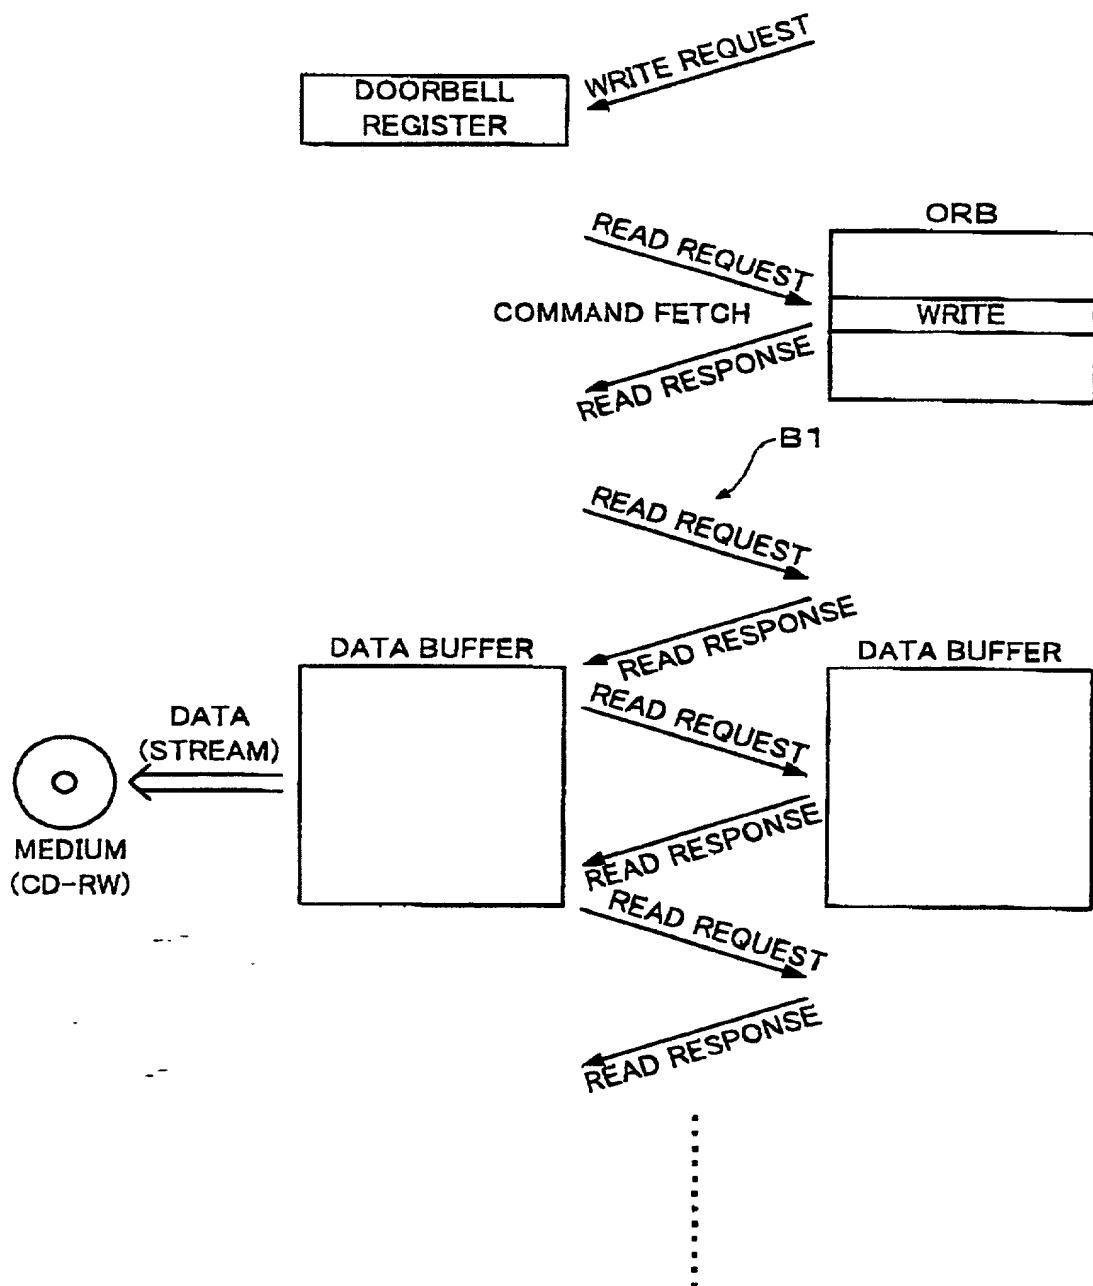 WRITE REQUEST
DOORBELL
REGISTER
ORB
READ REQUEST
COMMAND FETCH
WRITE
READ RESPONSE
B1
READ REQUEST
READ RESPONSE
DATA BUFFER
DATA BUFFER
READ REQUEST
DATA
(STREAM)
READ RESPONSE
MEDIUM
(CD-RW)
READ REQUEST
READ RESPONSE